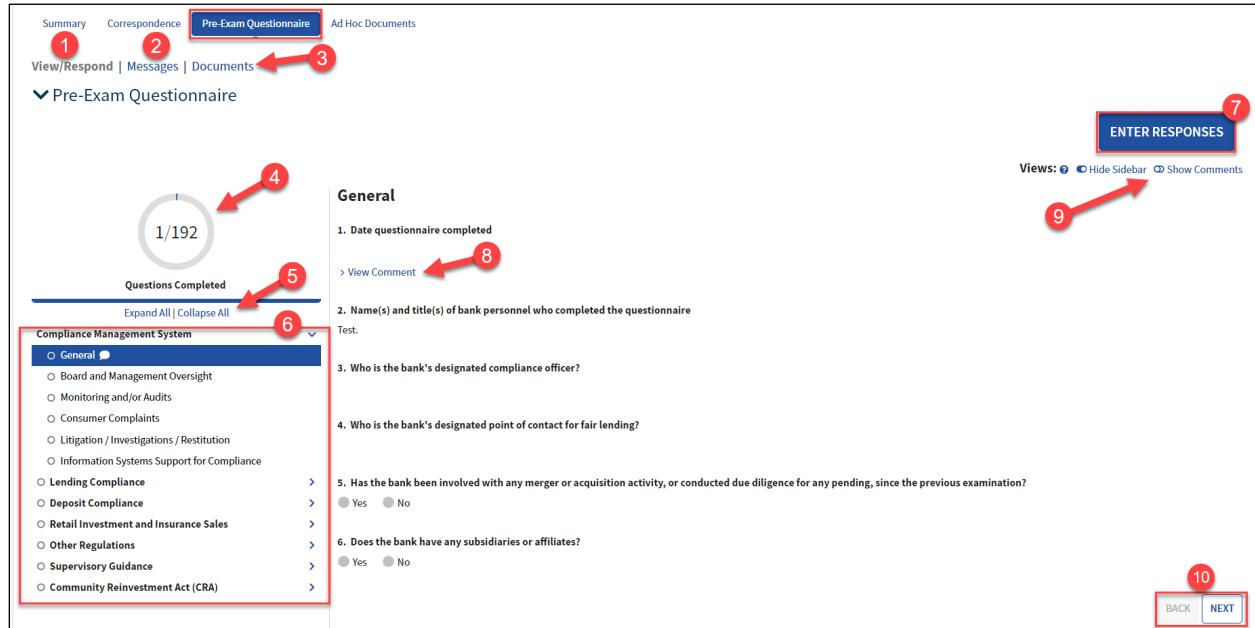 Summary Correspondence Pre-Exam Questionnaire Ad Hoc Documents
1 2 3
View/Respond | Messages | Documents
Pre-Exam Questionnaire
7
ENTER RESPONSES
Views: ? Hide Sidebar Show Comments
9
4
1/192
Questions Completed
5
Expand All | Collapse All
6
Compliance Management System
General
Board and Management Oversight
Monitoring and/or Audits
Consumer Complaints
Litigation / Investigations / Restitution
Information Systems Support for Compliance
Lending Compliance
Deposit Compliance
Retail Investment and Insurance Sales
Other Regulations
Supervisory Guidance
Community Reinvestment Act (CRA)
General
1. Date questionnaire completed
8
> View Comment
2. Name(s) and title(s) of bank personnel who completed the questionnaire
Test.
3. Who is the bank's designated compliance officer?
4. Who is the bank's designated point of contact for fair lending?
5. Has the bank been involved with any merger or acquisition activity, or conducted due diligence for any pending, since the previous examination?
Yes No
6. Does the bank have any subsidiaries or affiliates?
Yes No
10
BACK NEXT